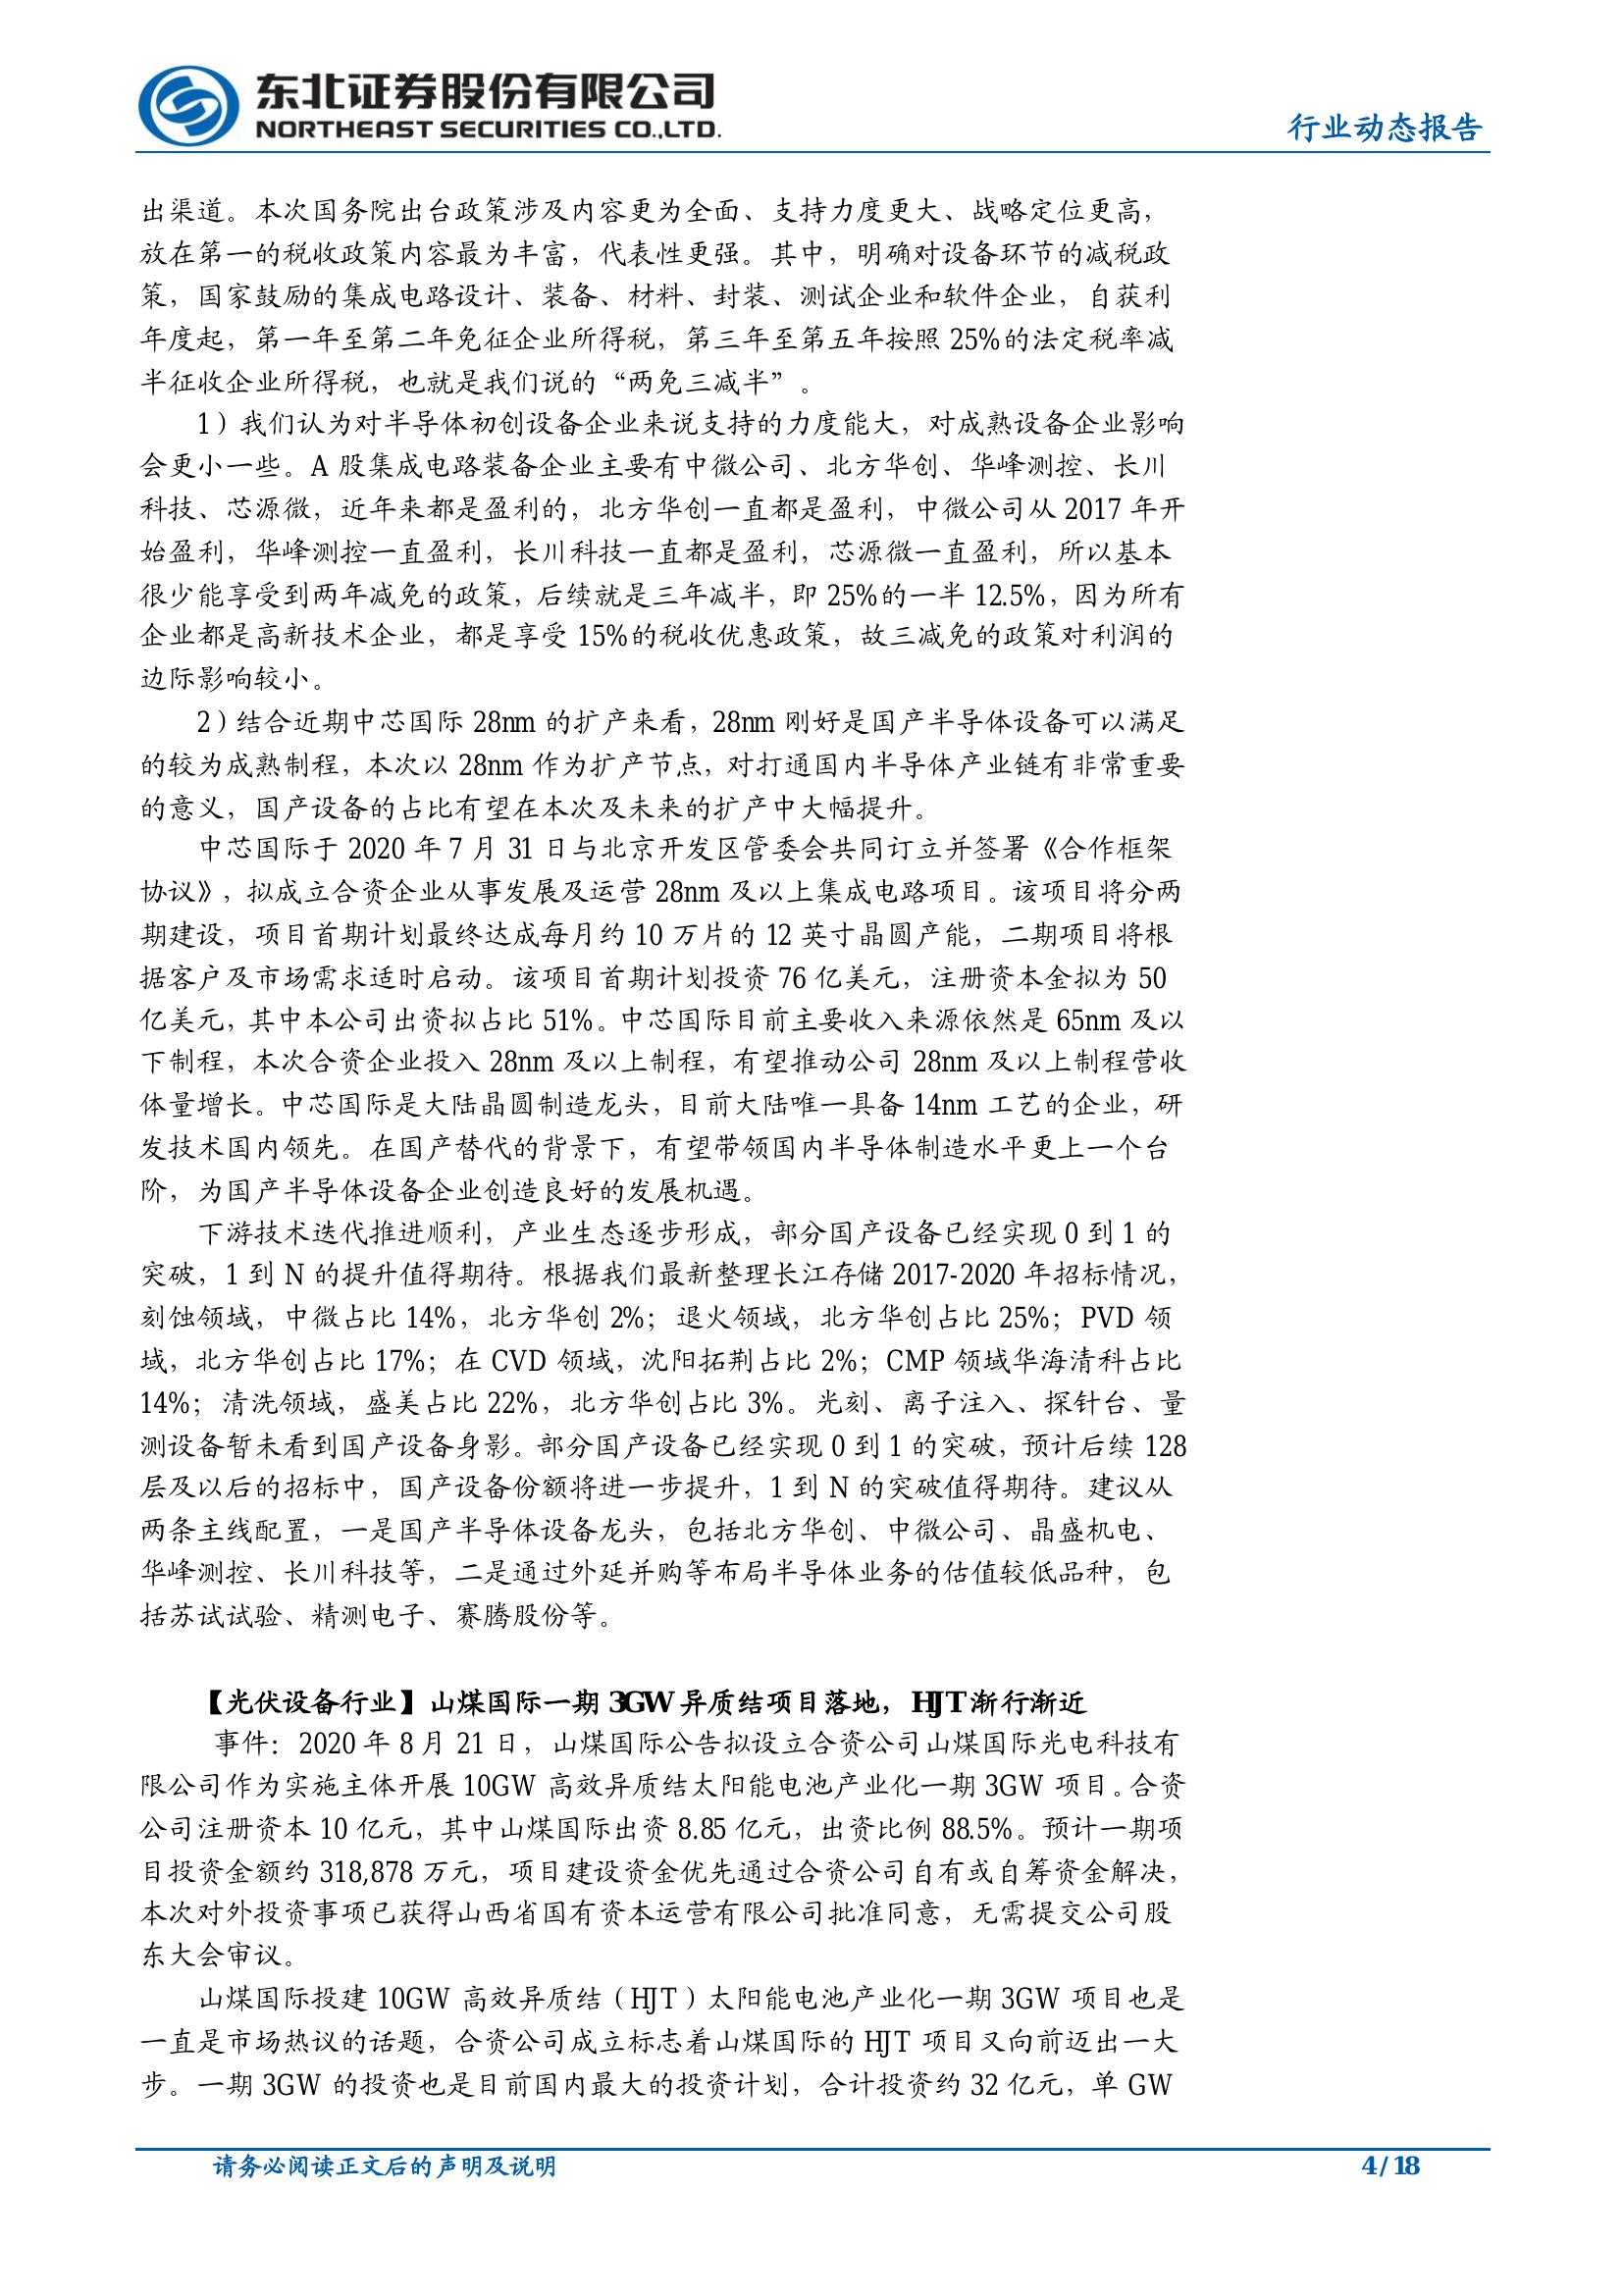 东北证券股份有限公司
NORTHEAST SECURITIES CO.,LTD.
行业动态报告
出渠道。本次国务院出台政策涉及内容更为全面、支持力度更大、战略定位更高，
放在第一的税收政策内容最为丰富，代表性更强。其中，明确对设备环节的减税政
策，国家鼓励的集成电路设计、装备、材料、封装、测试企业和软件企业，自获利
年度起，第一年至第二年免征企业所得税，第三年至第五年按照 25%的法定税率减
半征收企业所得税，也就是我们说的“两免三减半”。
1）我们认为对半导体初创设备企业来说支持的力度能大，对成熟设备企业影响
会更小一些。A 股集成电路装备企业主要有中微公司、北方华创、华峰测控、长川
科技、芯源微，近年来都是盈利的，北方华创一直都是盈利，中微公司从 2017 年开
始盈利，华峰测控一直盈利，长川科技一直都是盈利，芯源微一直盈利，所以基本
很少能享受到两年减免的政策，后续就是三年减半，即 25%的一半 12.5%，因为所有
企业都是高新技术企业，都是享受 15%的税收优惠政策，故三减免的政策对利润的
边际影响较小。
2）结合近期中芯国际 28nm 的扩产来看，28nm 刚好是国产半导体设备可以满足
的较为成熟制程，本次以 28nm 作为扩产节点，对打通国内半导体产业链有非常重要
的意义，国产设备的占比有望在本次及未来的扩产中大幅提升。
中芯国际于 2020 年 7 月 31 日与北京开发区管委会共同订立并签署《合作框架
协议》，拟成立合资企业从事发展及运营 28nm 及以上集成电路项目。该项目将分两
期建设，项目首期计划最终达成每月约 10 万片的 12 英寸晶圆产能，二期项目将根
据客户及市场需求适时启动。该项目首期计划投资 76 亿美元，注册资本金拟为 50
亿美元，其中本公司出资拟占比 51%。中芯国际目前主要收入来源依然是 65nm 及以
下制程，本次合资企业投入 28nm 及以上制程，有望推动公司 28nm 及以上制程营收
体量增长。中芯国际是大陆晶圆制造龙头，目前大陆唯一具备 14nm 工艺的企业，研
发技术国内领先。在国产替代的背景下，有望带领国内半导体制造水平更上一个台
阶，为国产半导体设备企业创造良好的发展机遇。
下游技术迭代推进顺利，产业生态逐步形成，部分国产设备已经实现 0 到 1 的
突破，1 到 N 的提升值得期待。根据我们最新整理长江存储 2017-2020 年招标情况，
刻蚀领域，中微占比 14%，北方华创 2%；退火领域，北方华创占比 25%；PVD 领
域，北方华创占比 17%；在 CVD 领域，沈阳拓荆占比 2%；CMP 领域华海清科占比
14%；清洗领域，盛美占比 22%，北方华创占比 3%。光刻、离子注入、探针台、量
测设备暂未看到国产设备身影。部分国产设备已经实现 0 到 1 的突破，预计后续 128
层及以后的招标中，国产设备份额将进一步提升，1 到 N 的突破值得期待。建议从
两条主线配置，一是国产半导体设备龙头，包括北方华创、中微公司、晶盛机电、
华峰测控、长川科技等，二是通过外延并购等布局半导体业务的估值较低品种，包
括苏试试验、精测电子、赛腾股份等。
【光伏设备行业】山煤国际一期 3GW 异质结项目落地，HJT 渐行渐近
事件：2020 年 8 月 21 日，山煤国际公告拟设立合资公司山煤国际光电科技有
限公司作为实施主体开展 10GW 高效异质结太阳能电池产业化一期 3GW 项目。合资
公司注册资本 10 亿元，其中山煤国际出资 8.85 亿元，出资比例 88.5%。预计一期项
目投资金额约 318,878 万元，项目建设资金优先通过合资公司自有或自筹资金解决，
本次对外投资事项已获得山西省国有资本运营有限公司批准同意，无需提交公司股
东大会审议。
山煤国际投建 10GW 高效异质结（HJT）太阳能电池产业化一期 3GW 项目也是
一直是市场热议的话题，合资公司成立标志着山煤国际的 HJT 项目又向前迈出一大
步。一期 3GW 的投资也是目前国内最大的投资计划，合计投资约 32 亿元，单 GW
请务必阅读正文后的声明及说明
4 / 18